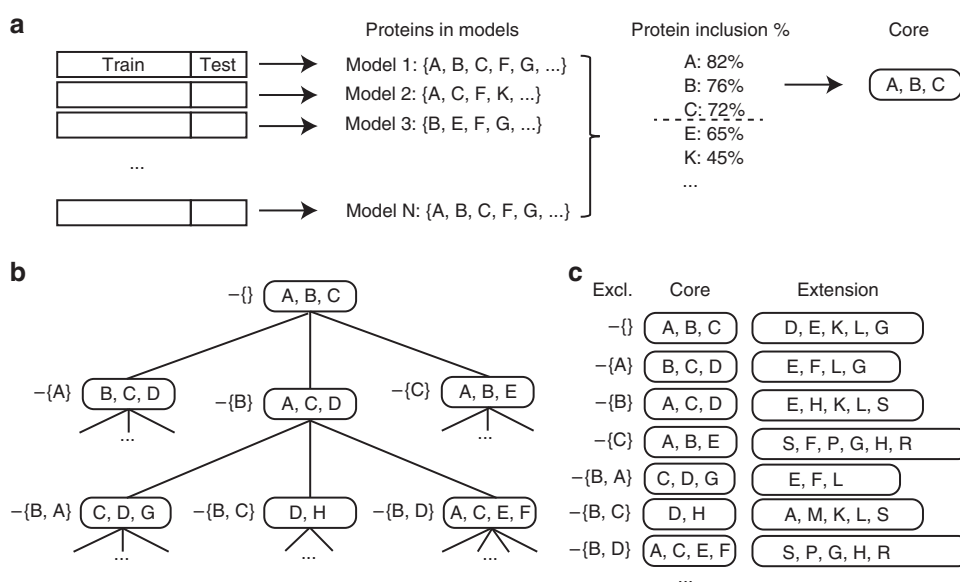 a
Proteins in models
Protein inclusion %
Core
Train
Test
Model 1: {A, B, C, F, G, ...}
Model 2: {A, C, F, K, ...}
Model 3: {B, E, F, G, ...}
...
Model N: {A, B, C, F, G, ...}
A: 82%
B: 76%
C: 72%
E: 65%
K: 45%
...
A, B, C
b
–{}
A, B, C
–{A}
B, C, D
...
–{B}
A, C, D
–{C}
A, B, E
...
–{B, A}
C, D, G
...
–{B, C}
D, H
...
–{B, D}
A, C, E, F
...
c
Excl. Core Extension
–{} A, B, C D, E, K, L, G
–{A} B, C, D E, F, L, G
–{B} A, C, D E, H, K, L, S
–{C} A, B, E S, F, P, G, H, R
–{B, A} C, D, G E, F, L
–{B, C} D, H A, M, K, L, S
–{B, D} A, C, E, F S, P, G, H, R
...